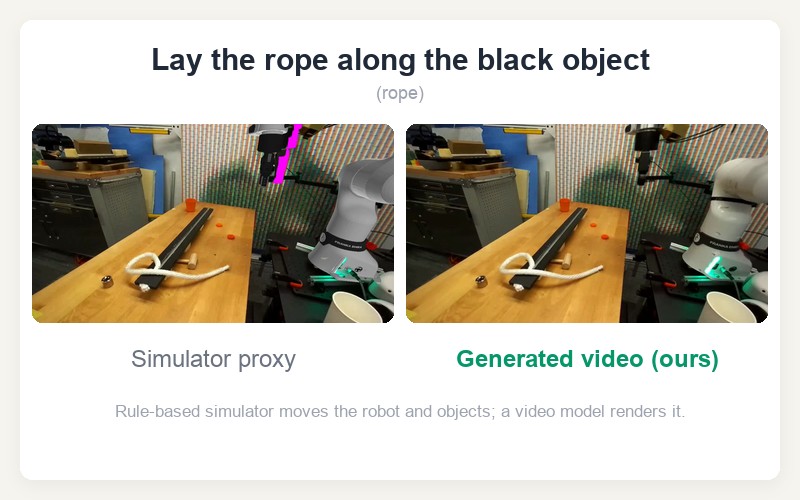 Lay the rope along the black object
(rope)
Simulator proxy
Generated video (ours)
Rule-based simulator moves the robot and objects; a video model renders it.